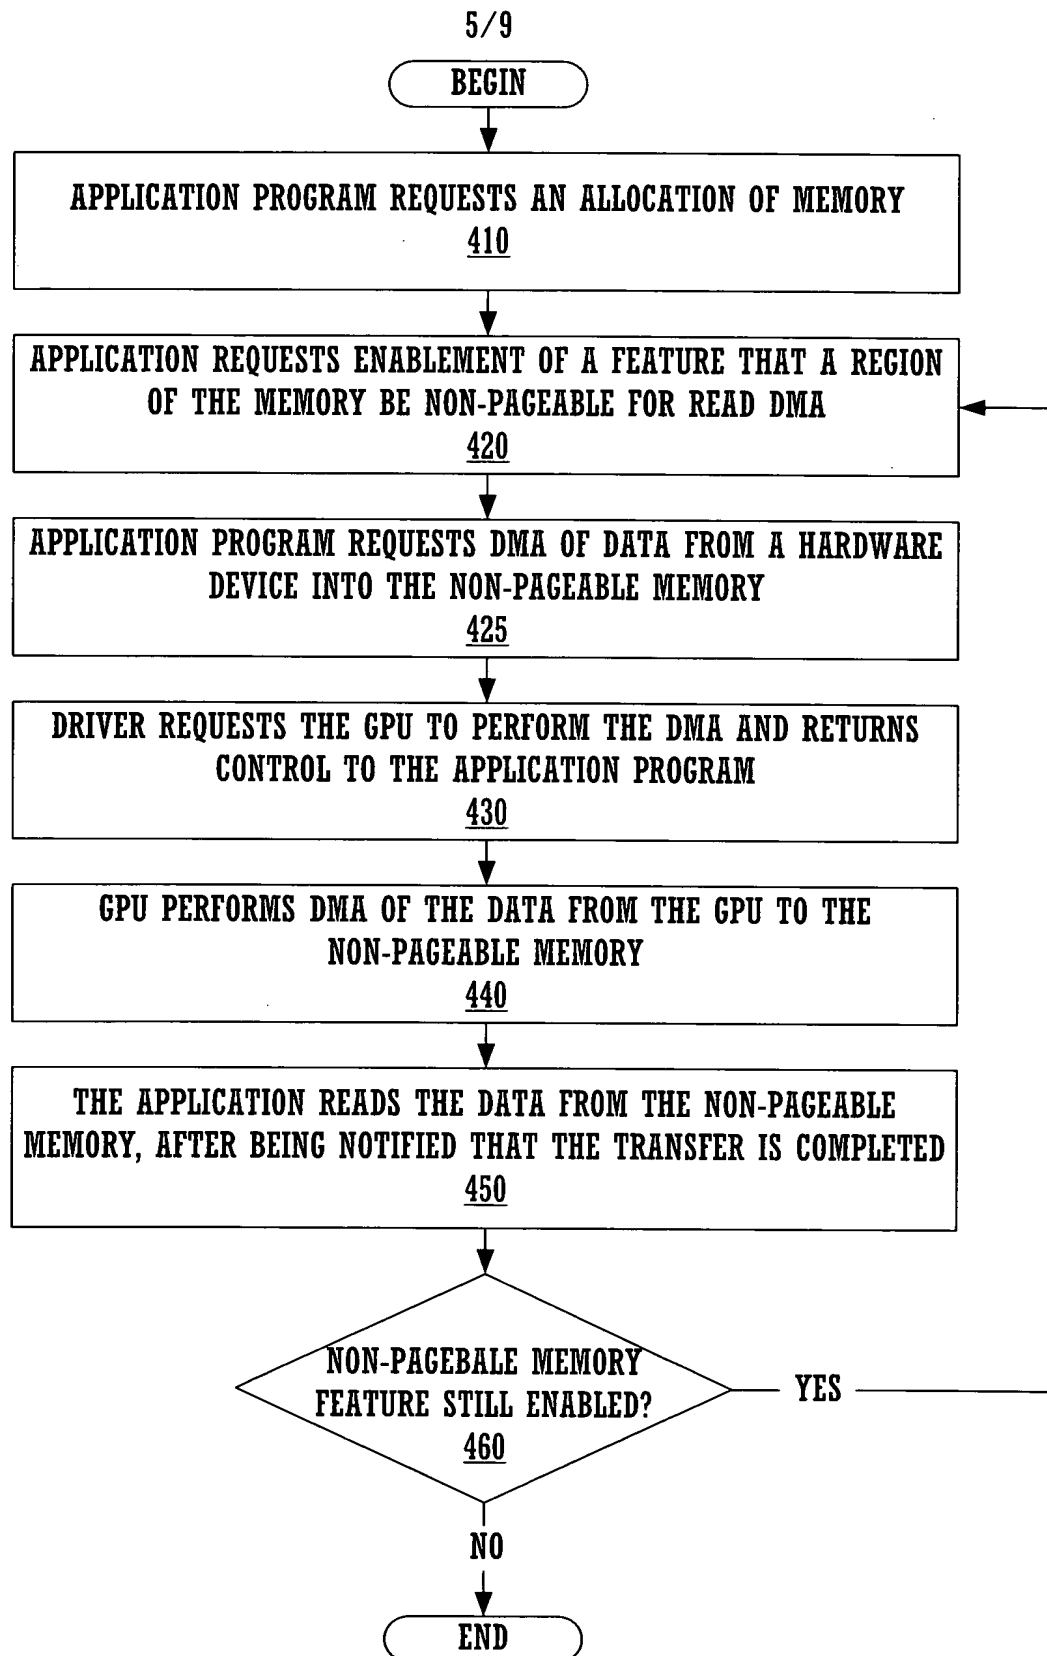 5/9
BEGIN
APPLICATION PROGRAM REQUESTS AN ALLOCATION OF MEMORY
410
APPLICATION REQUESTS ENABLEMENT OF A FEATURE THAT A REGION
OF THE MEMORY BE NON-PAGEABLE FOR READ DMA
420
APPLICATION PROGRAM REQUESTS DMA OF DATA FROM A HARDWARE
DEVICE INTO THE NON-PAGEABLE MEMORY
425
DRIVER REQUESTS THE GPU TO PERFORM THE DMA AND RETURNS
CONTROL TO THE APPLICATION PROGRAM
430
GPU PERFORMS DMA OF THE DATA FROM THE GPU TO THE
NON-PAGEABLE MEMORY
440
THE APPLICATION READS THE DATA FROM THE NON-PAGEABLE
MEMORY, AFTER BEING NOTIFIED THAT THE TRANSFER IS COMPLETED
450
NON-PAGEBALE MEMORY
FEATURE STILL ENABLED?
460
YES
NO
END